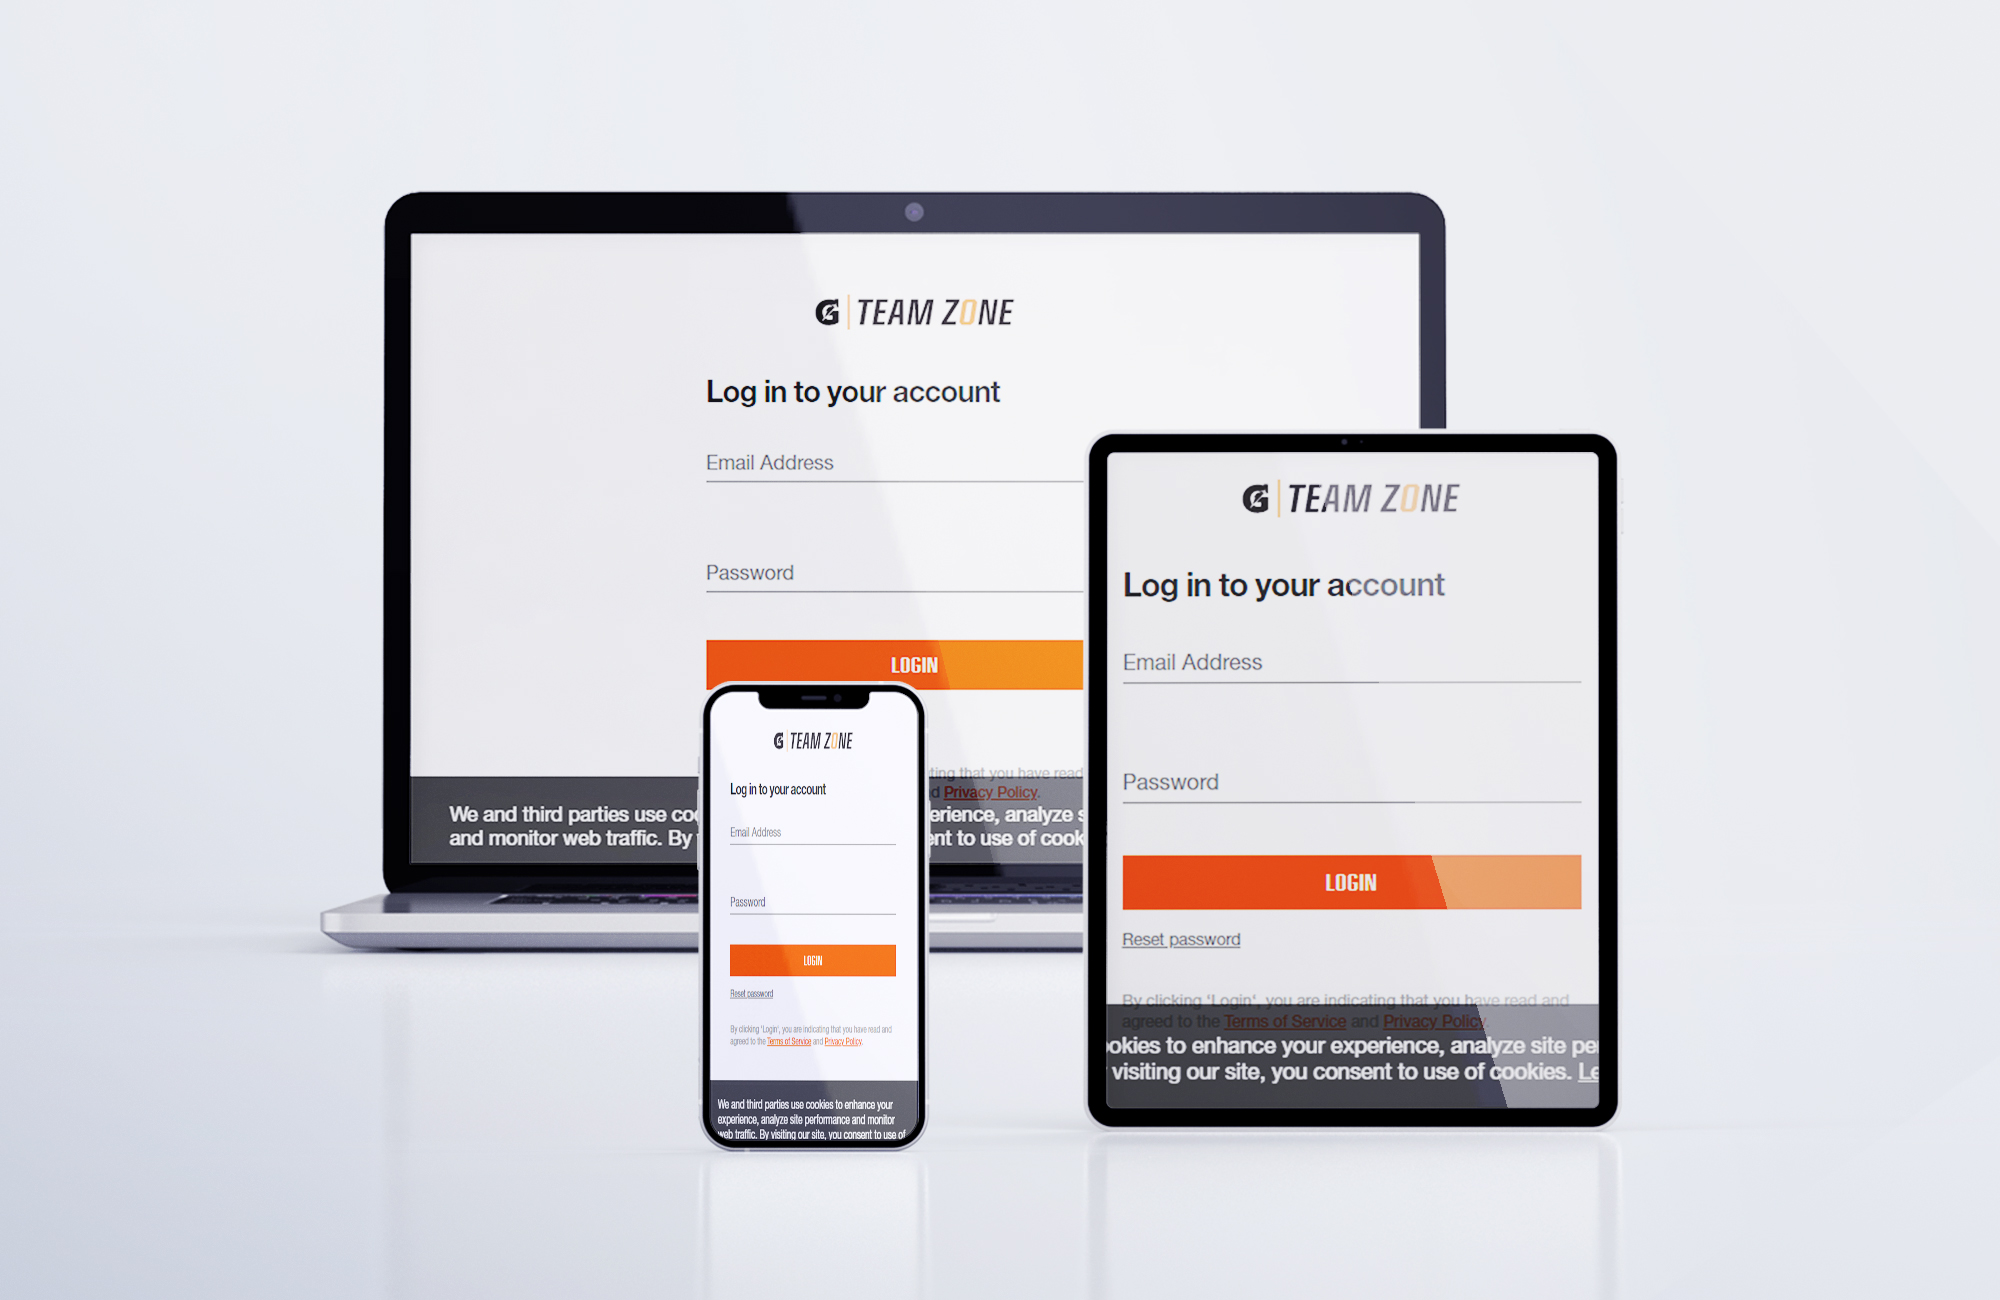 G | TEAM ZONE
Log in to your account
Email Address
Password
LOGIN
ting that you have read
d Privacy Policy.
We and third parties use coo
erience, analyze s
and monitor web traffic. By
ent to use of cook
G | TEAM ZONE
Log in to your account
Email Address
Password
LOGIN
Reset password
By clicking 'Login', you are indicating that you have read and
agreed to the Terms of Service and Privacy Policy.
We and third parties use cookies to enhance your
experience, analyze site performance and monitor
web traffic. By visiting our site, you consent to use of
G | TEAM ZONE
Log in to your account
Email Address
Password
LOGIN
Reset password
By clicking 'Login', you are indicating that you have read and
agreed to the Terms of Service and Privacy Policy.
ookies to enhance your experience, analyze site pe
visiting our site, you consent to use of cookies. Le